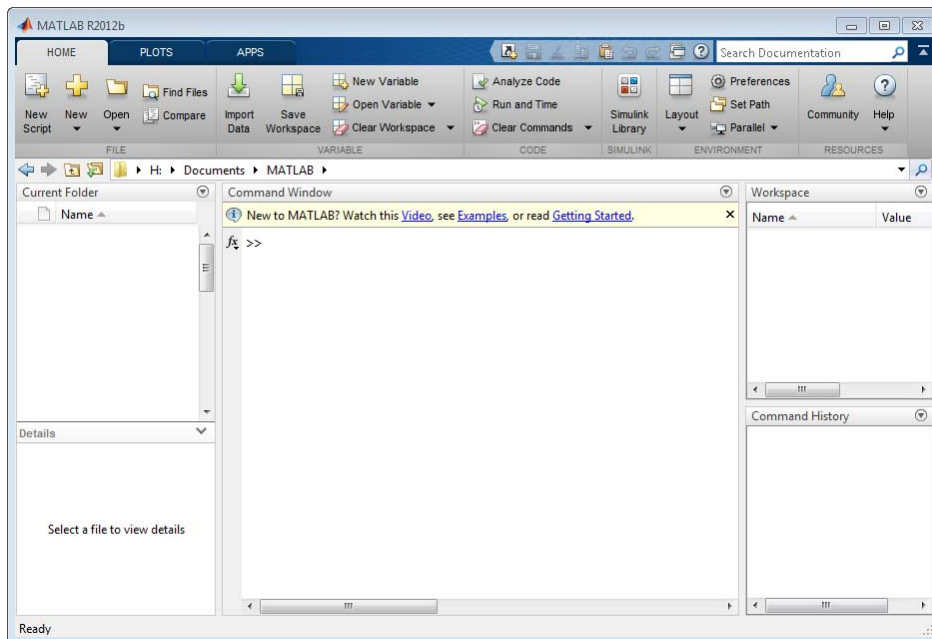 MATLAB R2012b
HOME PLOTS APPS Search Documentation
New Script New Open Find Files Compare
Import Data Save Workspace New Variable Open Variable Clear Workspace
Analyze Code Run and Time Clear Commands
Simulink Library Layout Preferences Set Path Parallel
Community Help
FILE VARIABLE CODE SIMULINK ENVIRONMENT RESOURCES
H: Documents MATLAB
Current Folder
Name
Command Window
New to MATLAB? Watch this Video, see Examples, or read Getting Started.
fx >>
Workspace
Name Value
Command History
Details
Select a file to view details
Ready